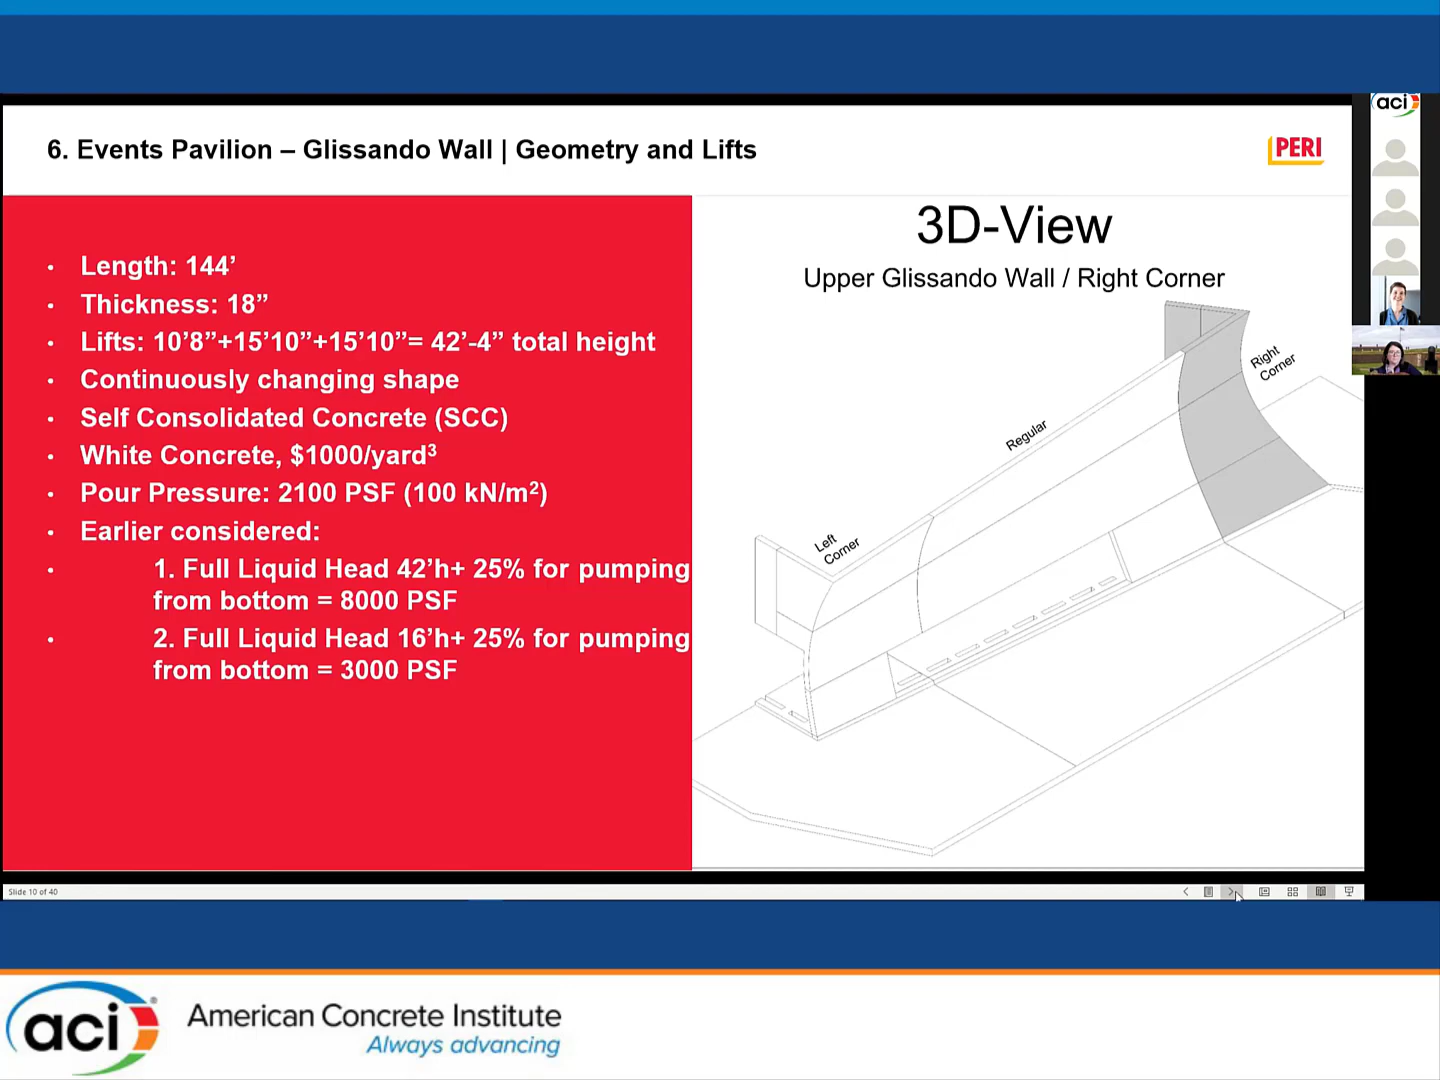 aci
6. Events Pavilion – Glissando Wall | Geometry and Lifts
PERI
• Length: 144’
• Thickness: 18”
• Lifts: 10’8”+15’10”+15’10”= 42’-4” total height
• Continuously changing shape
• Self Consolidated Concrete (SCC)
• White Concrete, $1000/yard³
• Pour Pressure: 2100 PSF (100 kN/m²)
• Earlier considered:
• 1. Full Liquid Head 42’h+ 25% for pumping
from bottom = 8000 PSF
• 2. Full Liquid Head 16’h+ 25% for pumping
from bottom = 3000 PSF
3D-View
Upper Glissando Wall / Right Corner
Right
Corner
Regular
Left
Corner
Slide 10 of 40
aci
American Concrete Institute
Always advancing